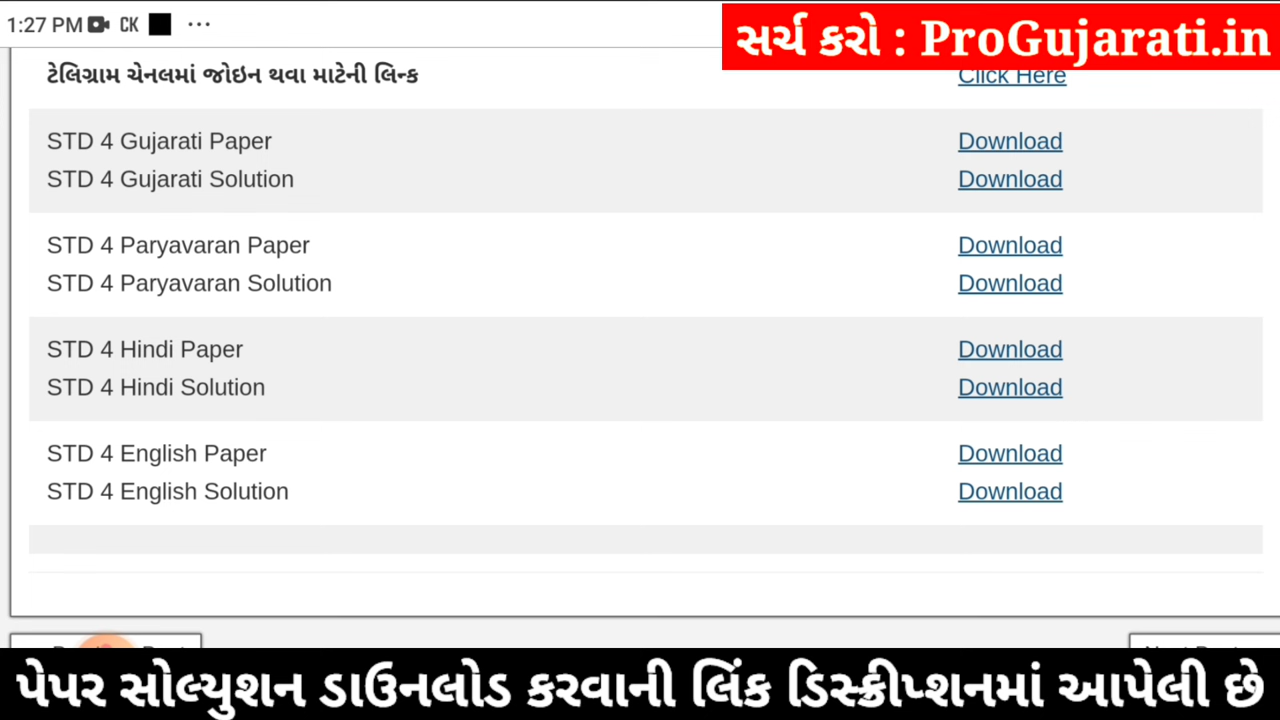 1:27 PM CK ...
સર્ચ કરો : ProGujarati.in
ટેલિગ્રામ ચેનલમાં જોઇન થવા માટેની લિન્ક Click Here
STD 4 Gujarati Paper Download
STD 4 Gujarati Solution Download
STD 4 Paryavaran Paper Download
STD 4 Paryavaran Solution Download
STD 4 Hindi Paper Download
STD 4 Hindi Solution Download
STD 4 English Paper Download
STD 4 English Solution Download
પેપર સોલ્યુશન ડાઉનલોડ કરવાની લિંક ડિસ્ક્રીપ્શનમાં આપેલી છે